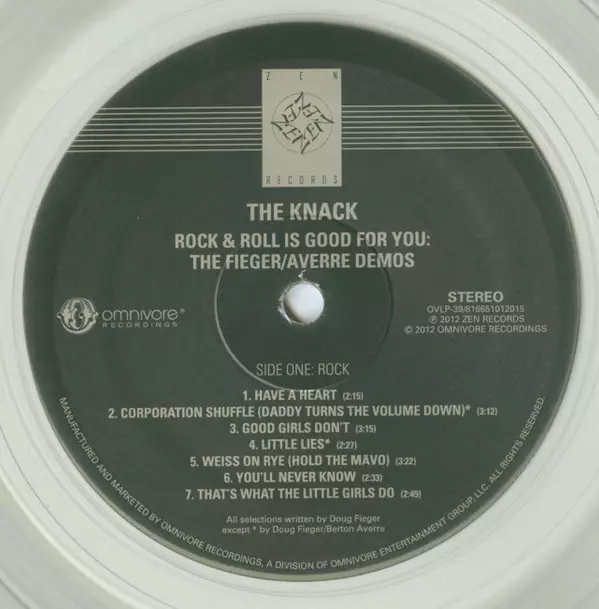 ZEN
ZEN ZEN ZEN ZEN
RECORDS
THE KNACK
ROCK & ROLL IS GOOD FOR YOU:
THE FIEGER/AVERRE DEMOS
omnivore®
RECORDINGS
STEREO
OVLP-39/816651012015
℗ 2012 ZEN RECORDS
© 2012 OMNIVORE RECORDINGS
SIDE ONE: ROCK
1. HAVE A HEART (2:15)
2. CORPORATION SHUFFLE (DADDY TURNS THE VOLUME DOWN)* (3:12)
3. GOOD GIRLS DON'T (3:15)
4. LITTLE LIES* (2:27)
5. WEISS ON RYE (HOLD THE MAVO) (3:22)
6. YOU'LL NEVER KNOW (2:33)
7. THAT'S WHAT THE LITTLE GIRLS DO (2:49)
All selections written by Doug Fieger
except * by Doug Fieger/Berton Averre
MANUFACTURED AND MARKETED BY OMNIVORE RECORDINGS, A DIVISION OF OMNIVORE ENTERTAINMENT GROUP, LLC. ALL RIGHTS RESERVED.